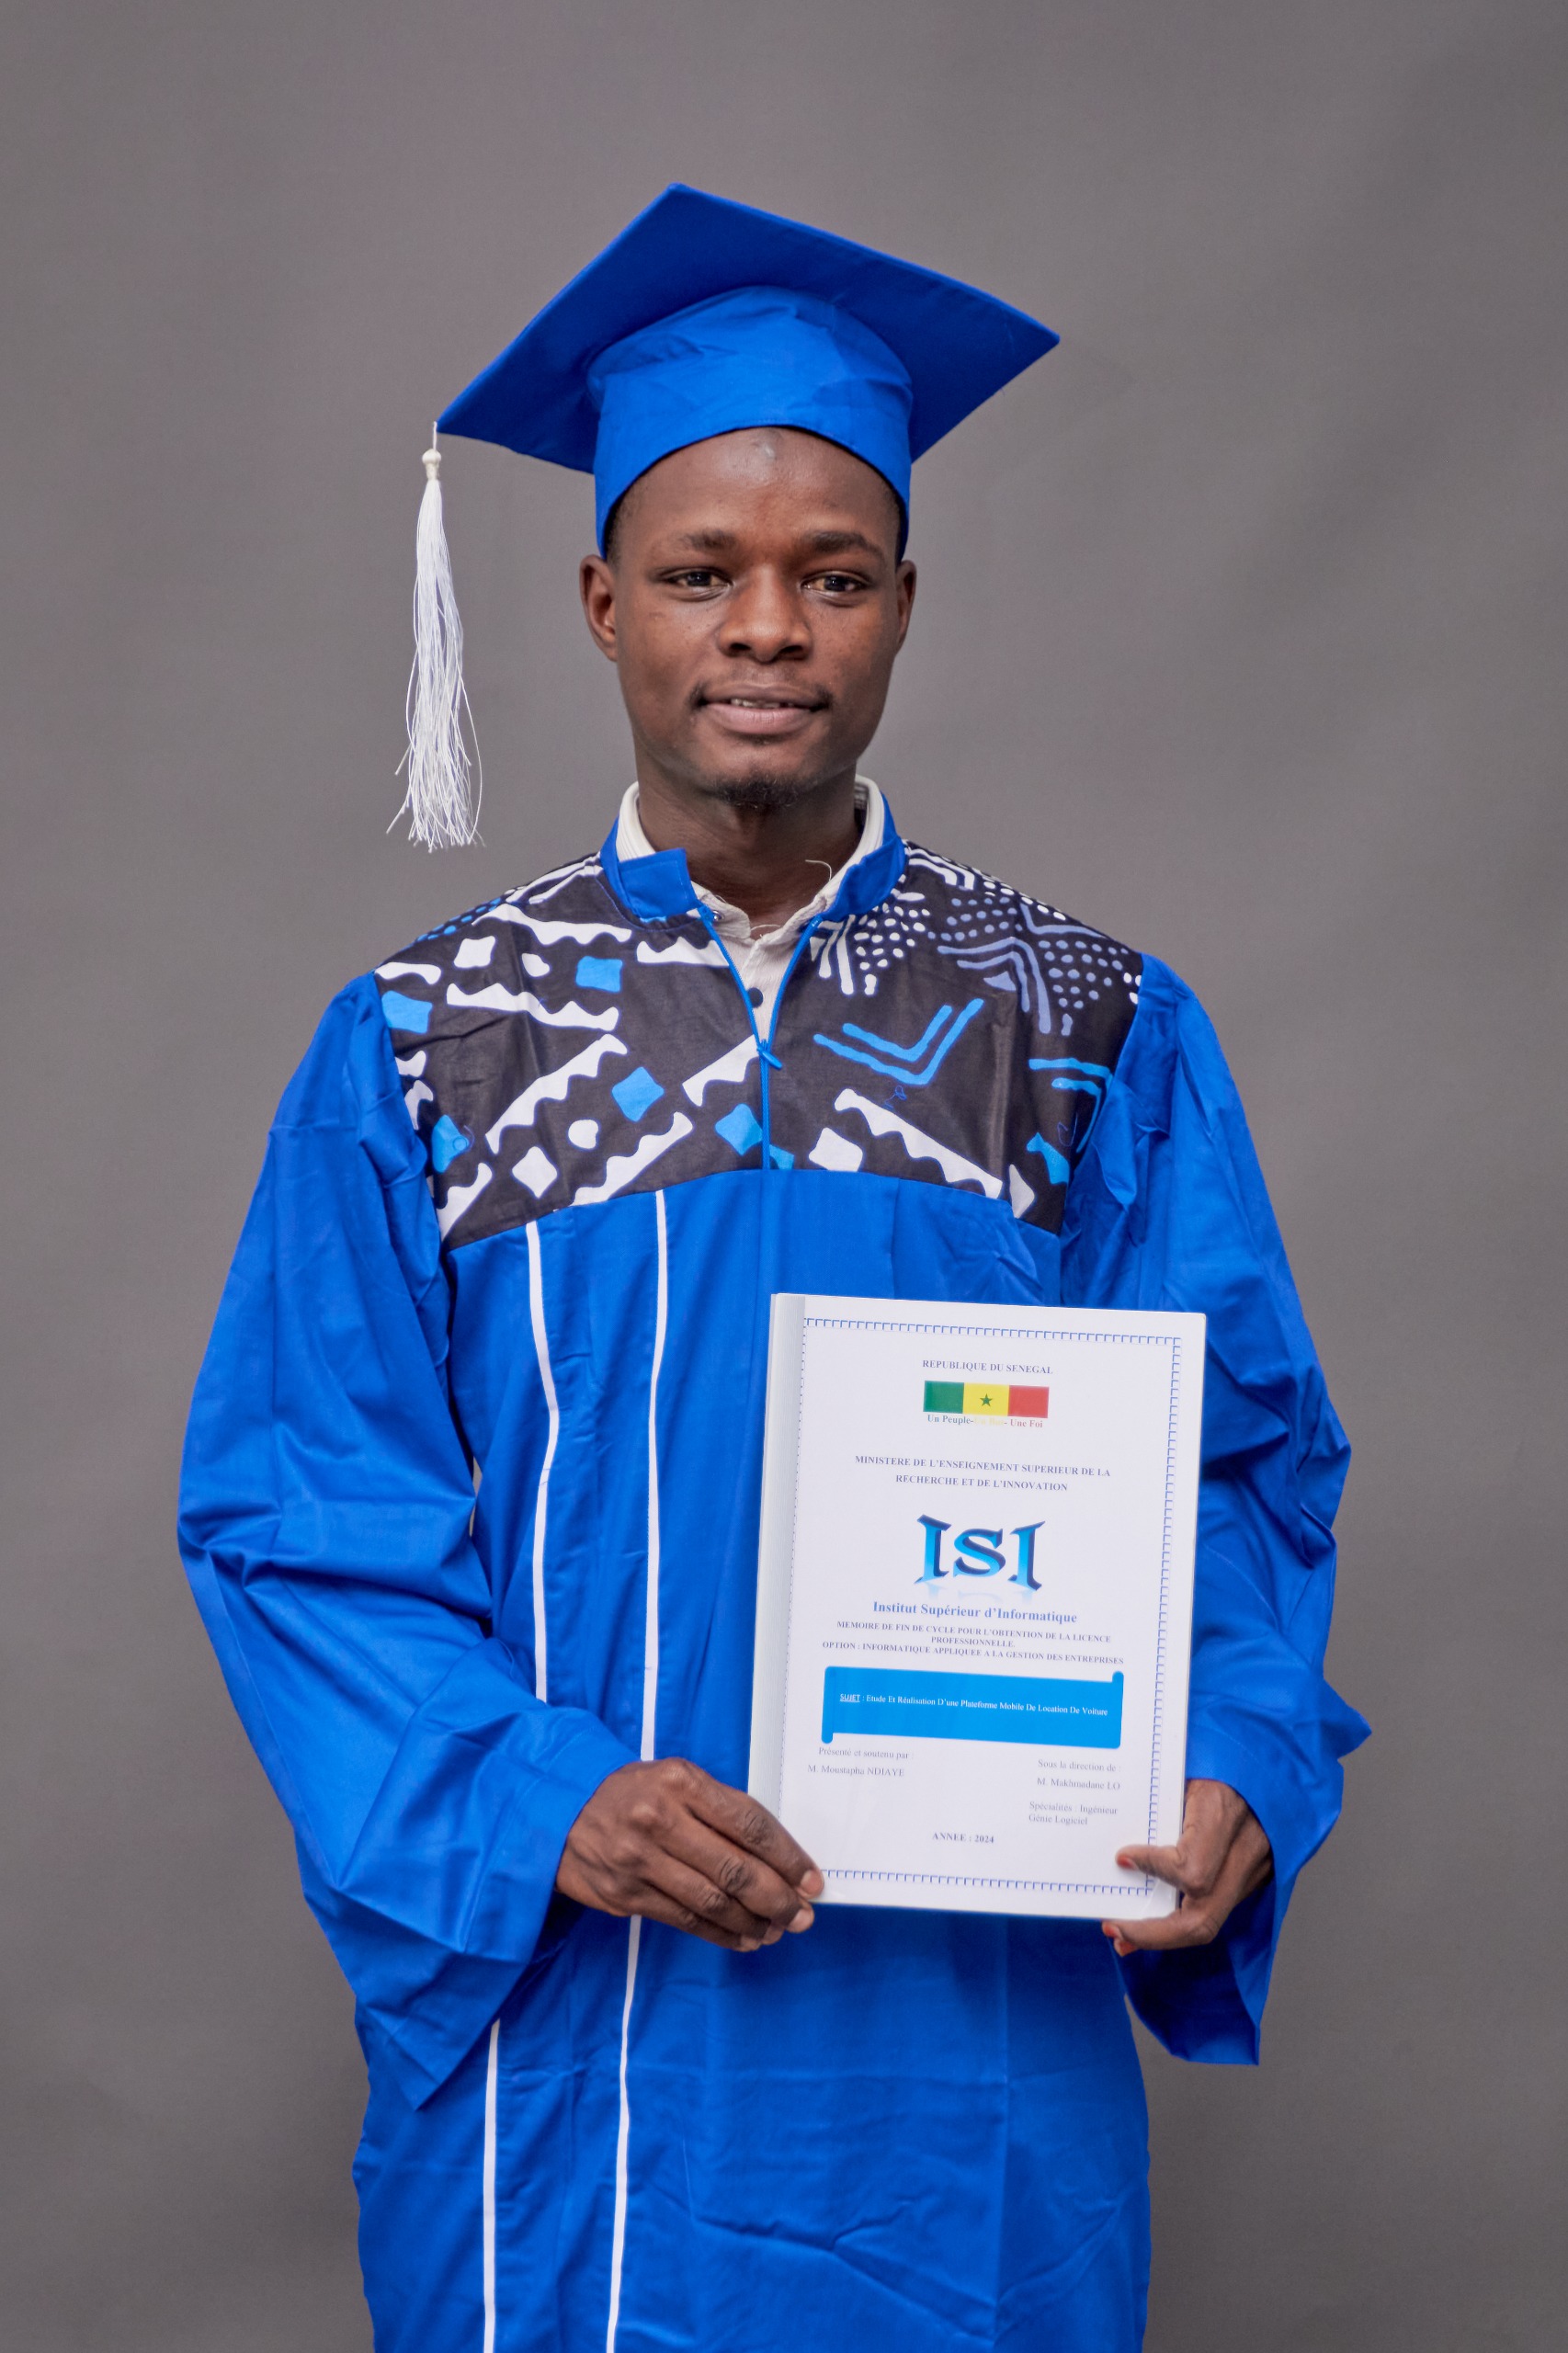 REPUBLIQUE DU SENEGAL
Un Peuple-Un But- Une Foi
MINISTERE DE L'ENSEIGNEMENT SUPERIEUR DE LA
RECHERCHE ET DE L'INNOVATION
ISI
Institut Supérieur d'Informatique
MEMOIRE DE FIN DE CYCLE POUR L'OBTENTION DE LA LICENCE
PROFESSIONNELLE.
OPTION : INFORMATIQUE APPLIQUEE A LA GESTION DES ENTREPRISES
SUJET : Etude Et Réalisation D'une Plateforme Mobile De Location De Voiture
Présenté et soutenu par :
M. Moustapha NDIAYE
Sous la direction de :
M. Makhmadane LO
Spécialités : Ingénieur
Génie Logiciel
ANNEE : 2024